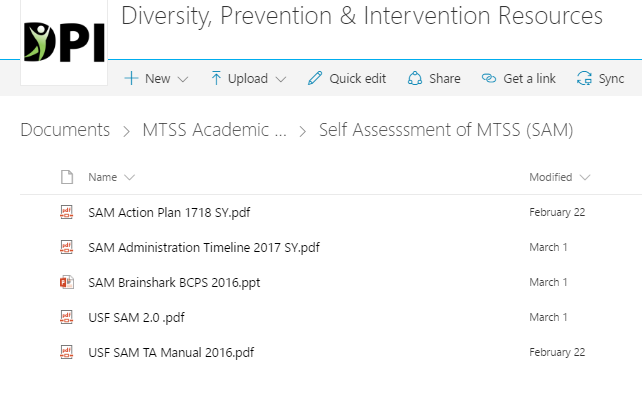 DPI
Diversity, Prevention & Intervention Resources
New Upload Quick edit Share Get a link Sync
Documents > MTSS Academic ... > Self Assesssment of MTSS (SAM)
Name Modified
SAM Action Plan 1718 SY.pdf February 22
SAM Administration Timeline 2017 SY.pdf March 1
SAM Brainshark BCPS 2016.ppt March 1
USF SAM 2.0 .pdf March 1
USF SAM TA Manual 2016.pdf February 22